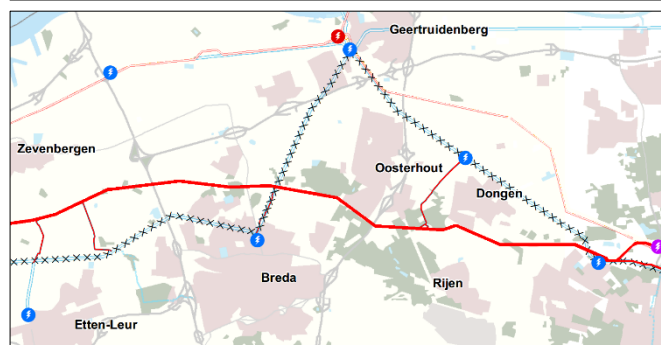 Geertruidenberg
Zevenbergen
Oosterhout
Dongen
Breda
Rijen
Etten-Leur